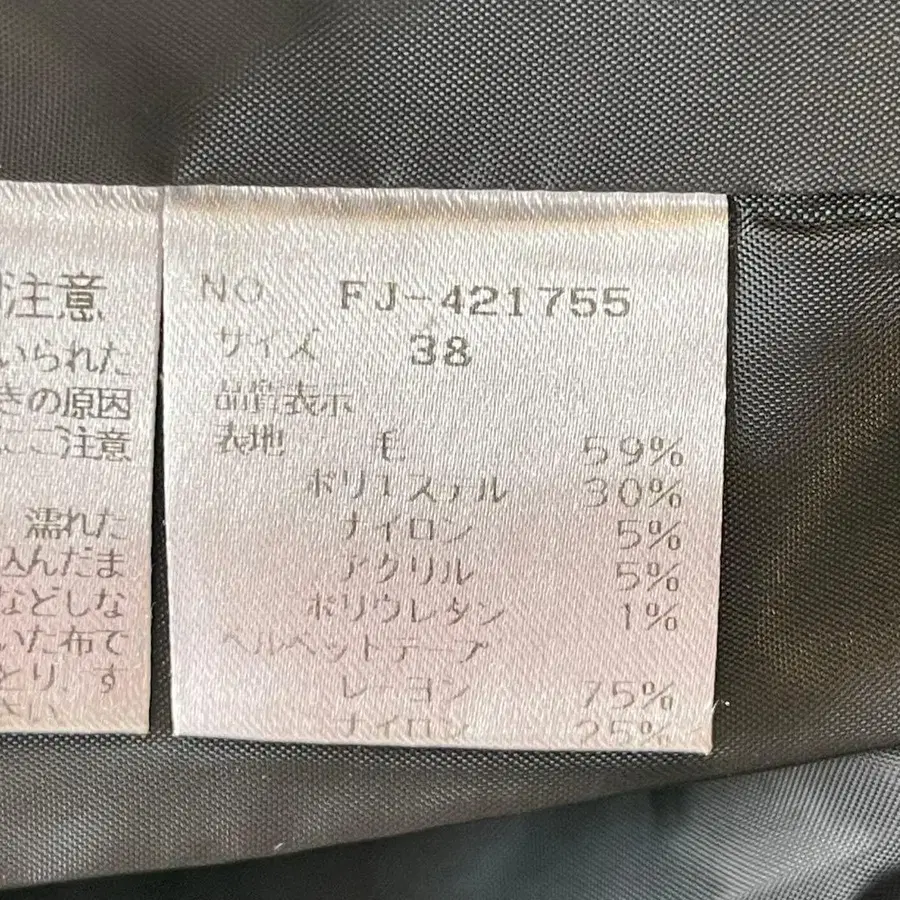 注意
いられた
きの原因
にご注意
濡れた
込んだま
などしな
いた布で
とり、す
さい
NO FJ-421755
サイズ 38
品質表示
表地 毛 59%
ポリエステル 30%
ナイロン 5%
アクリル 5%
ポリウレタン 1%
ベルベットテープ
レーヨン 75%
ナイロン 25%